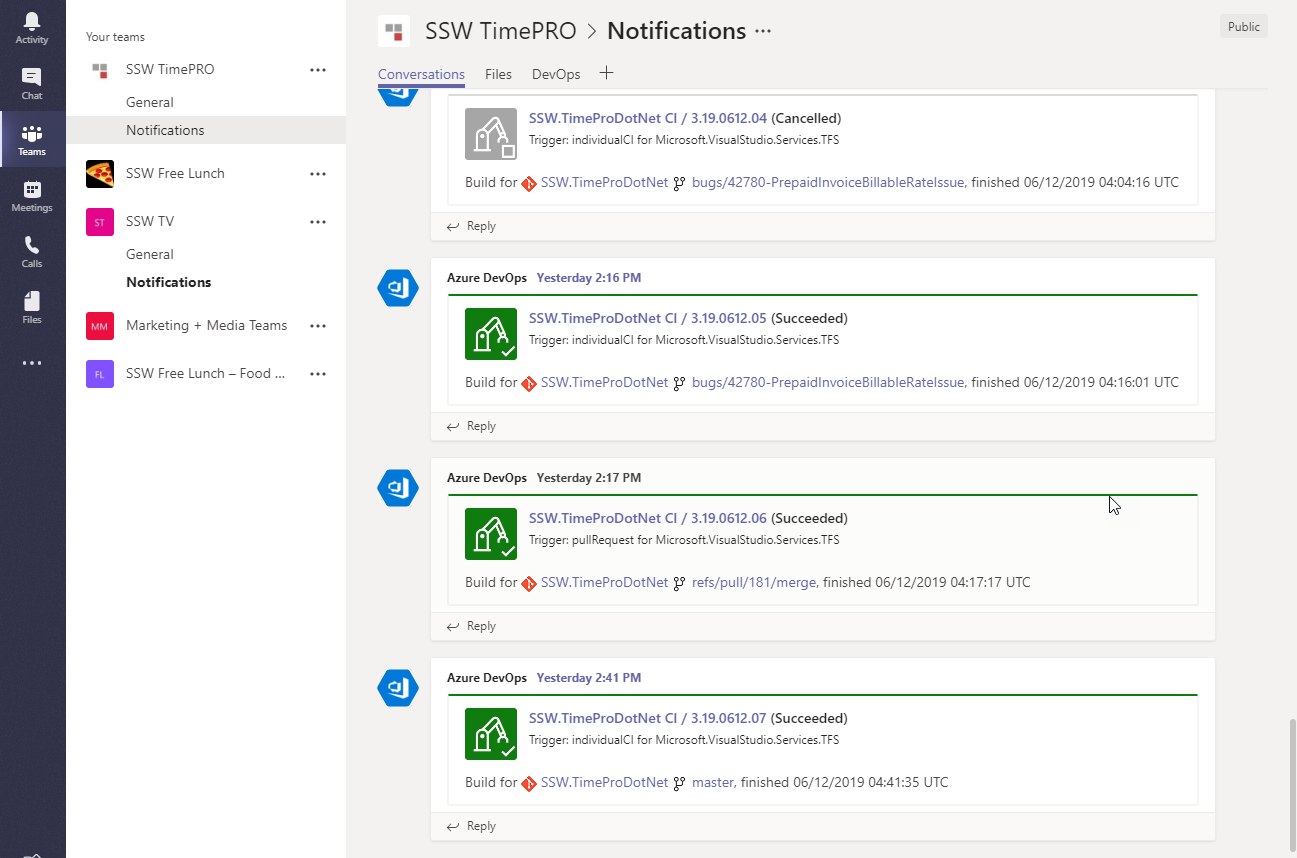 Activity
Chat
Teams
Meetings
Calls
Files
Your teams
SSW TimePRO
General
Notifications
SSW Free Lunch
ST
SSW TV
General
Notifications
MM
Marketing + Media Teams
FL
SSW Free Lunch – Food ...
SSW TimePRO > Notifications
Public
Conversations
Files
DevOps
SSW.TimeProDotNet CI / 3.19.0612.04 (Cancelled)
Trigger: individualCI for Microsoft.VisualStudio.Services.TFS
Build for SSW.TimeProDotNet bugs/42780-PrepaidInvoiceBillableRateIssue, finished 06/12/2019 04:04:16 UTC
Reply
Azure DevOps Yesterday 2:16 PM
SSW.TimeProDotNet CI / 3.19.0612.05 (Succeeded)
Trigger: individualCI for Microsoft.VisualStudio.Services.TFS
Build for SSW.TimeProDotNet bugs/42780-PrepaidInvoiceBillableRateIssue, finished 06/12/2019 04:16:01 UTC
Reply
Azure DevOps Yesterday 2:17 PM
SSW.TimeProDotNet CI / 3.19.0612.06 (Succeeded)
Trigger: pullRequest for Microsoft.VisualStudio.Services.TFS
Build for SSW.TimeProDotNet refs/pull/181/merge, finished 06/12/2019 04:17:17 UTC
Reply
Azure DevOps Yesterday 2:41 PM
SSW.TimeProDotNet CI / 3.19.0612.07 (Succeeded)
Trigger: individualCI for Microsoft.VisualStudio.Services.TFS
Build for SSW.TimeProDotNet master, finished 06/12/2019 04:41:35 UTC
Reply